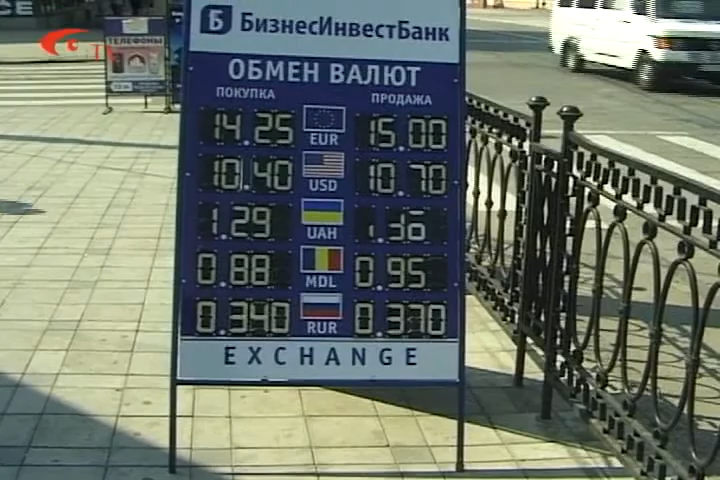 ТЕЛЕФОНЫ
Б БизнесИнвестБанк
ОБМЕН ВАЛЮТ
ПОКУПКА ПРОДАЖА
14.25 EUR 15.00
10.40 USD 10.70
1.29 UAH 1.36
0.88 MDL 0.95
0.340 RUR 0.370
EXCHANGE